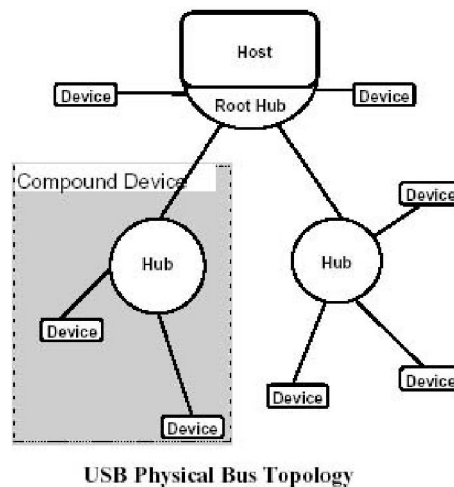 Host
Device
Root Hub
Device
Compound Device
Device
Hub
Hub
Device
Device
Device
Device
USB Physical Bus Topology